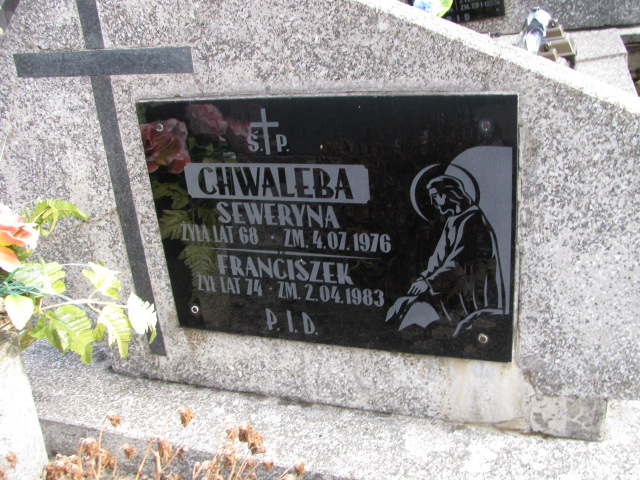 Ś.P.
CHWALEBA
SEWERYNA
ŻYŁA LAT 68 · ZM. 4.07.1976
FRANCISZEK
ŻYŁ LAT 74 · ZM. 2.04.1983
P.I.D.